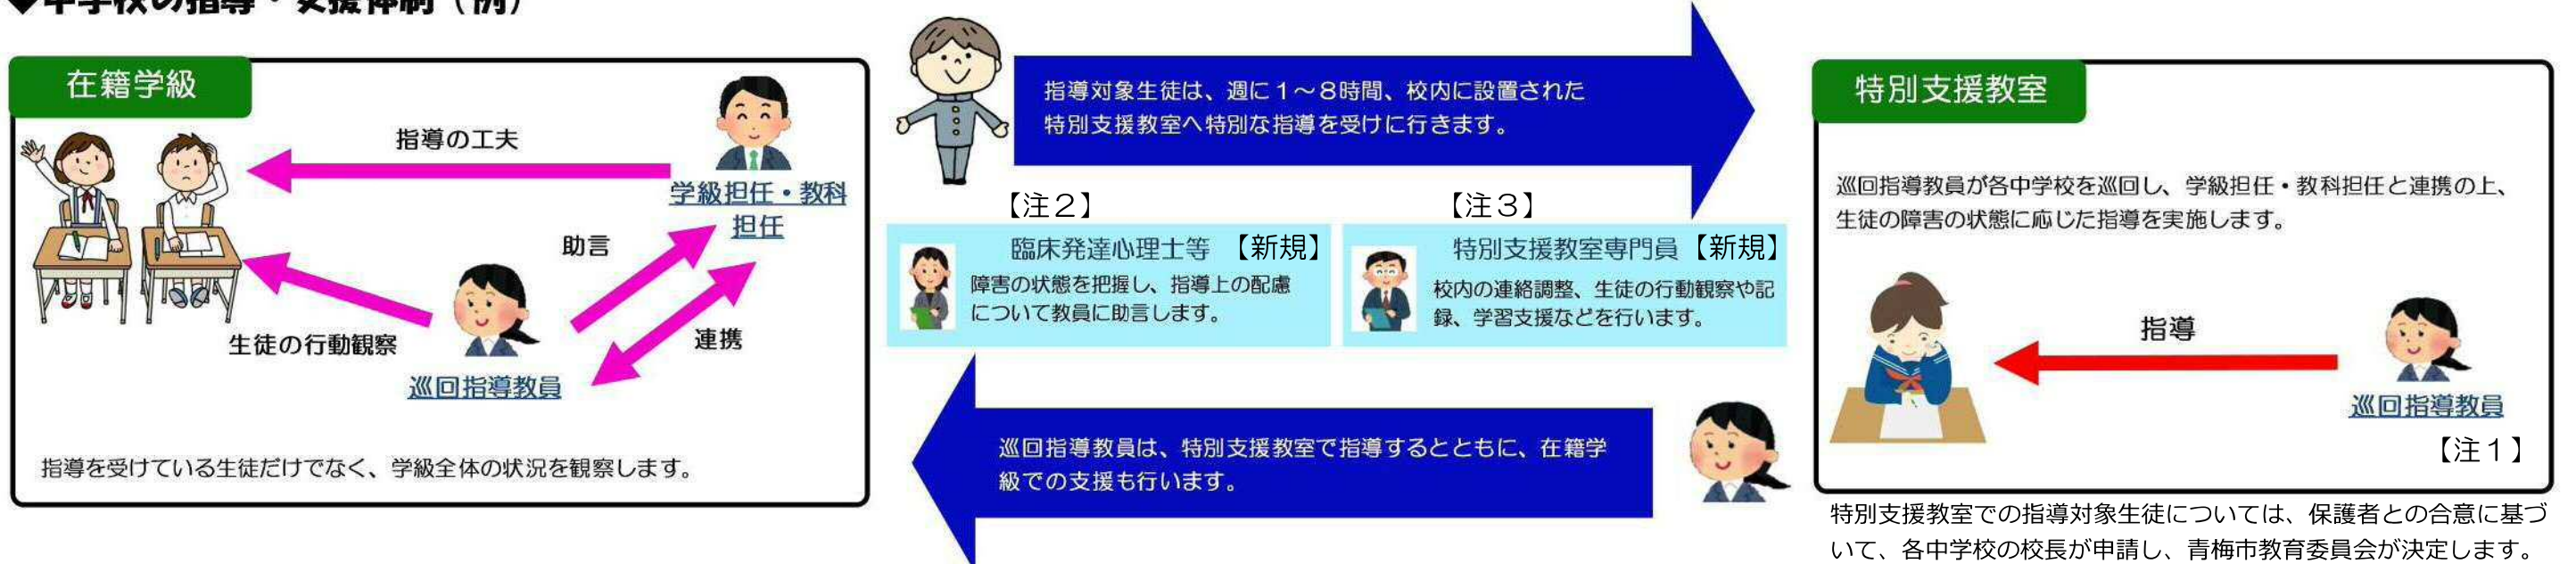 ◆中学校の指導・支援体制（例）
在籍学級
指導の工夫
学級担任・教科
担任
助言
連携
生徒の行動観察
巡回指導教員
指導を受けている生徒だけでなく、学級全体の状況を観察します。
指導対象生徒は、週に１～８時間、校内に設置された
特別支援教室へ特別な指導を受けに行きます。
【注２】
臨床発達心理士等 【新規】
障害の状態を把握し、指導上の配慮
について教員に助言します。
【注３】
特別支援教室専門員【新規】
校内の連絡調整、生徒の行動観察や記
録、学習支援などを行います。
巡回指導教員は、特別支援教室で指導するとともに、在籍学
級での支援も行います。
特別支援教室
巡回指導教員が各中学校を巡回し、学級担任・教科担任と連携の上、
生徒の障害の状態に応じた指導を実施します。
指導
巡回指導教員
【注１】
特別支援教室での指導対象生徒については、保護者との合意に基づ
いて、各中学校の校長が申請し、青梅市教育委員会が決定します。